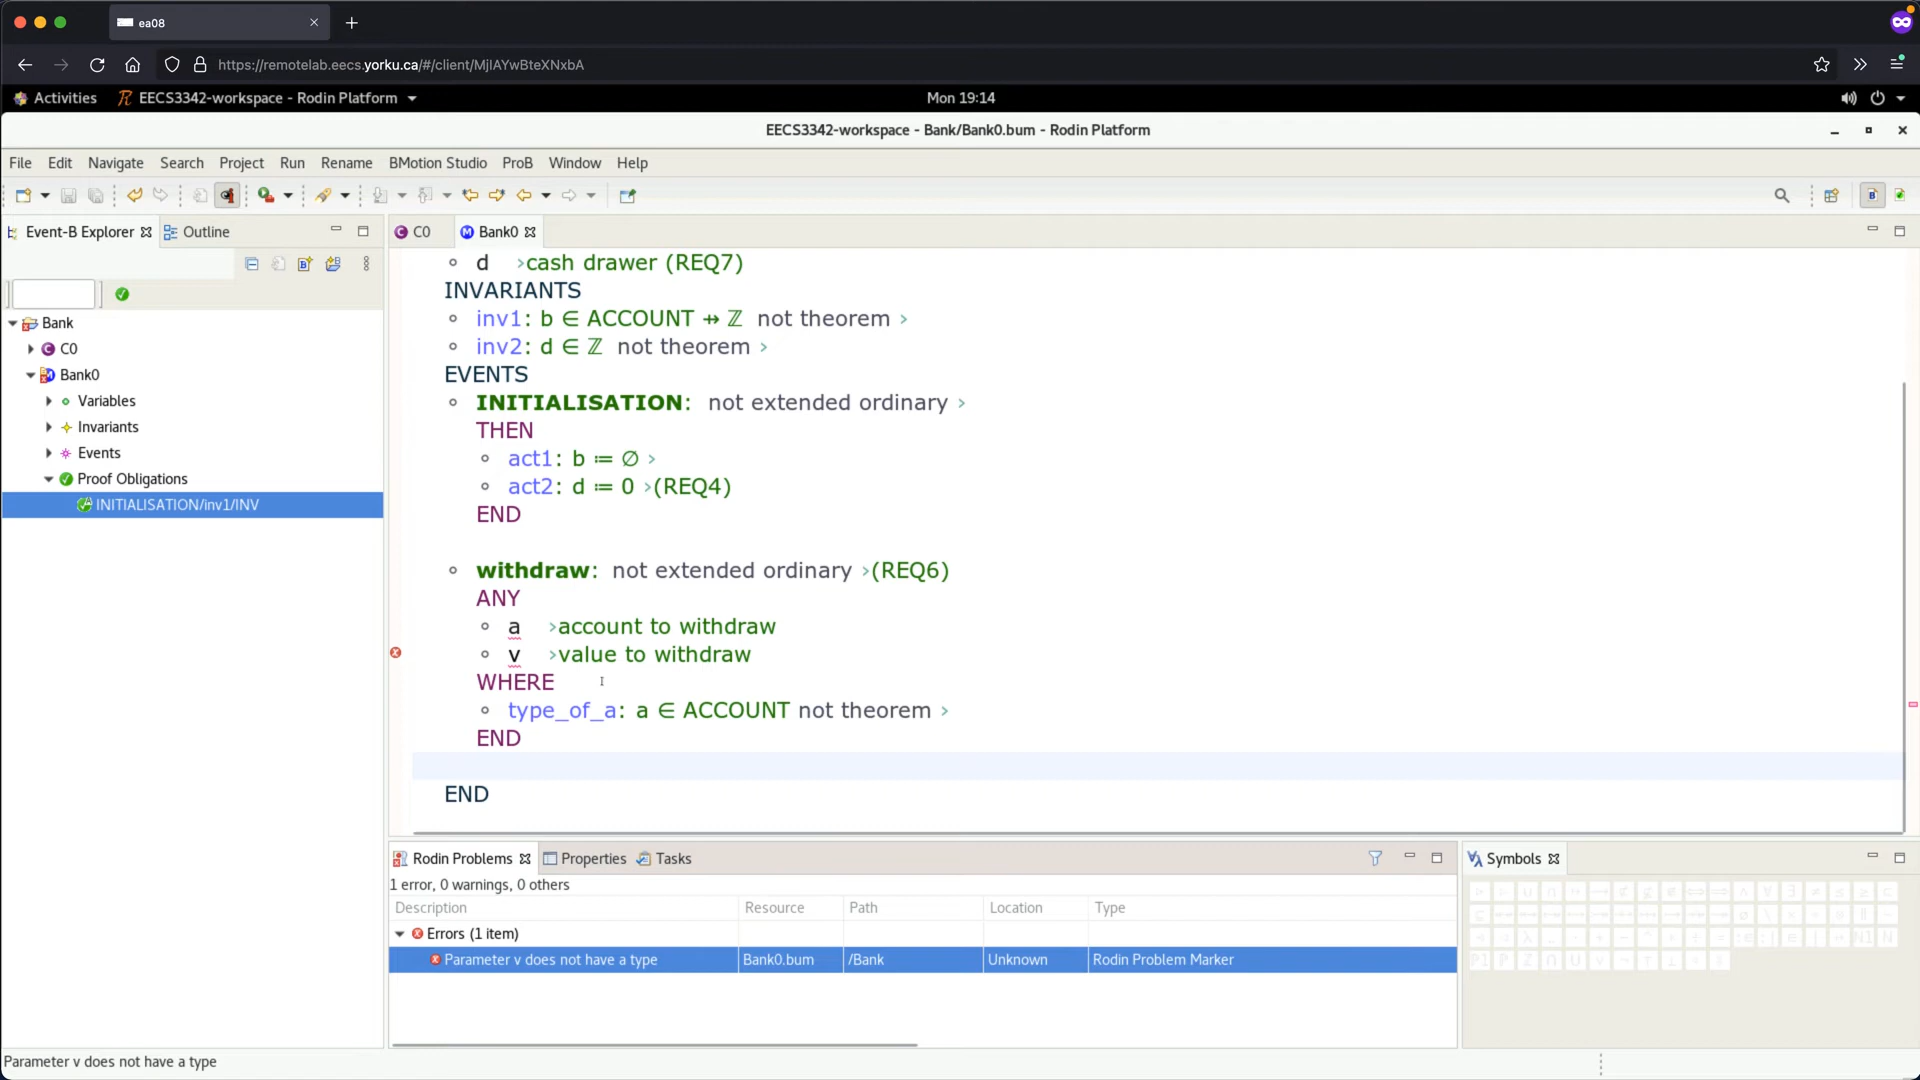 ea08
https://remotelab.eecs.yorku.ca/#/client/MjIAYwBteXNxbA
Activities EECS3342-workspace - Rodin Platform Mon 19:14
EECS3342-workspace - Bank/Bank0.bum - Rodin Platform
File Edit Navigate Search Project Run Rename BMotion Studio ProB Window Help
Event-B Explorer Outline
C0 Bank0
Bank
C0
Bank0
Variables
Invariants
Events
Proof Obligations
INITIALISATION/inv1/INV
d ›cash drawer (REQ7)
INVARIANTS
inv1: b ∈ ACCOUNT ⇸ ℤ not theorem ›
inv2: d ∈ ℤ not theorem ›
EVENTS
INITIALISATION: not extended ordinary ›
THEN
act1: b ≔ ∅ ›
act2: d ≔ 0 ›(REQ4)
END
withdraw: not extended ordinary ›(REQ6)
ANY
a ›account to withdraw
v ›value to withdraw
WHERE
type_of_a: a ∈ ACCOUNT not theorem ›
END
END
Rodin Problems Properties Tasks
1 error, 0 warnings, 0 others
Description Resource Path Location Type
Errors (1 item)
Parameter v does not have a type Bank0.bum /Bank Unknown Rodin Problem Marker
Symbols
Parameter v does not have a type